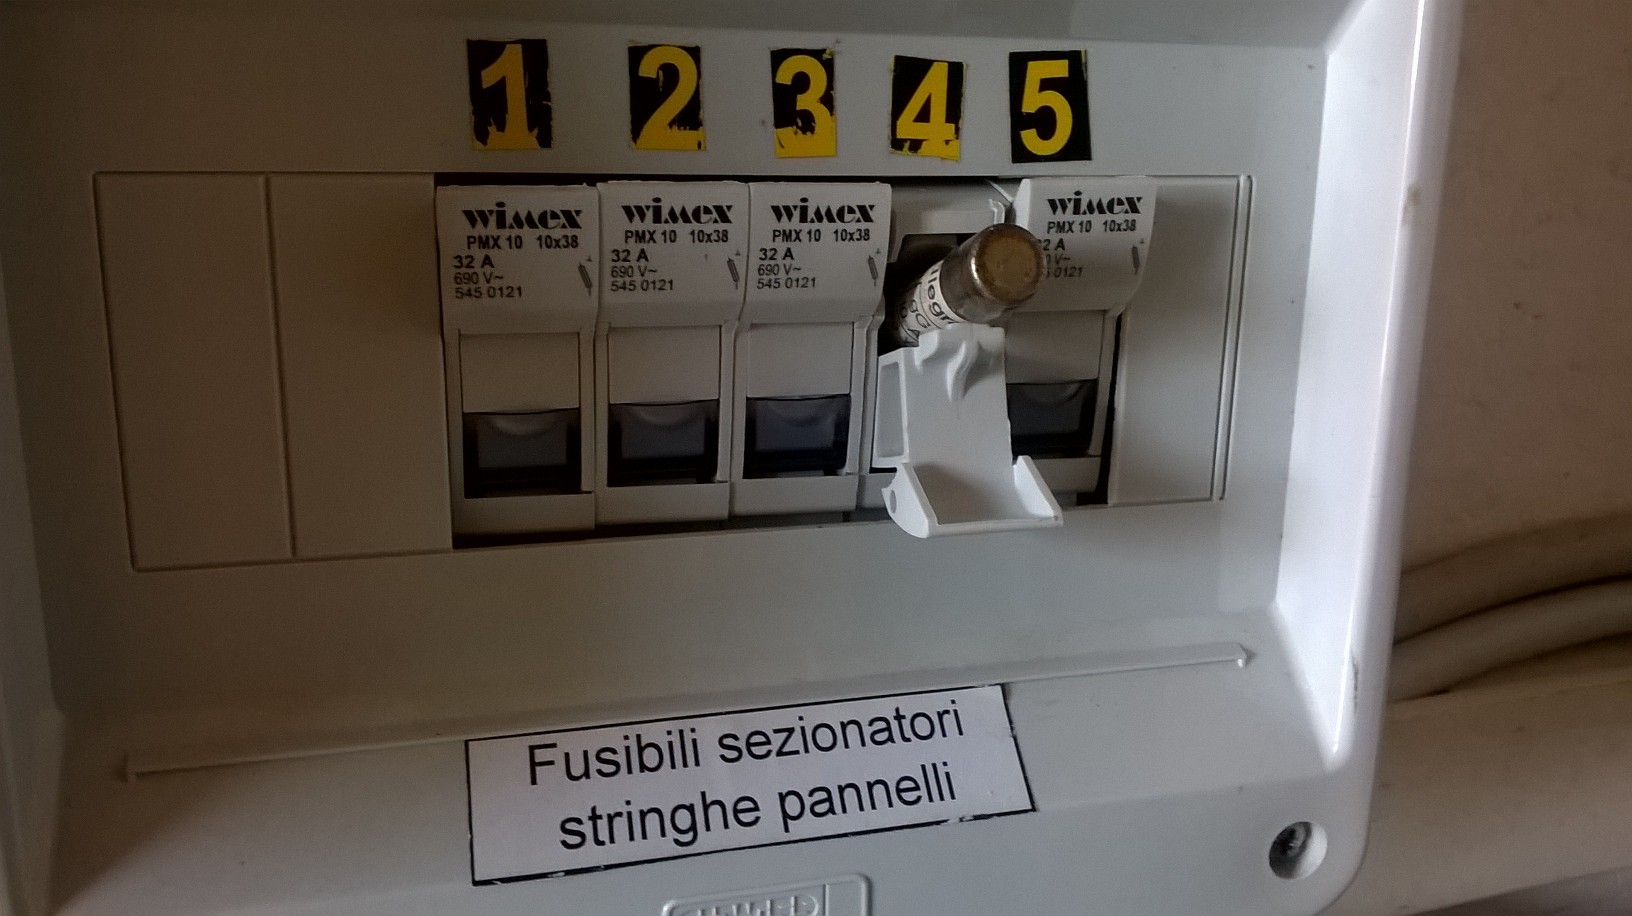 1 2 3 4 5
wimex
PMX 10 10x38
32 A
690 V~
545 0121
wimex
PMX 10 10x38
32 A
690 V~
545 0121
wimex
PMX 10 10x38
32 A
690 V~
545 0121
wimex
PMX 10 10x38
0121
Fusibili sezionatori
stringhe pannelli